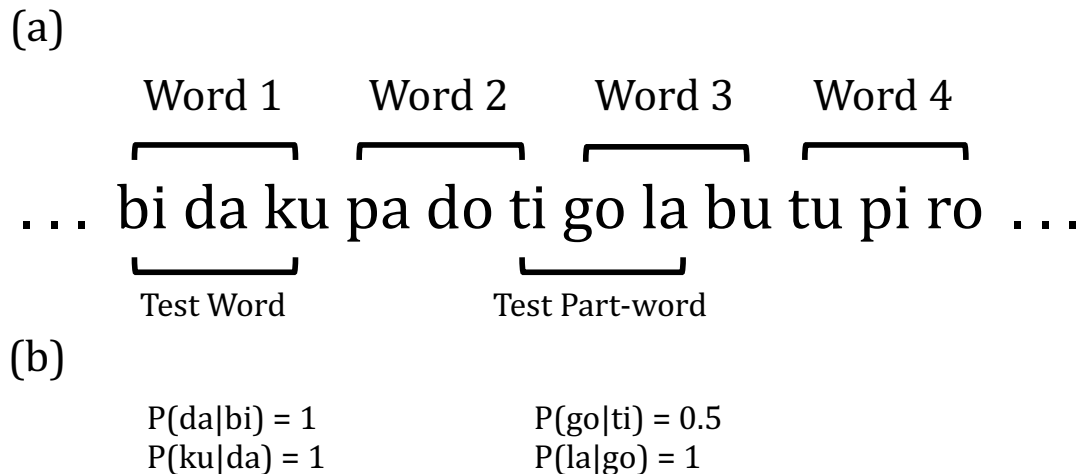 (a)
Word 1 Word 2 Word 3 Word 4
... bi da ku pa do ti go la bu tu pi ro ...
Test Word Test Part-word
(b)
P(da|bi) = 1 P(go|ti) = 0.5
P(ku|da) = 1 P(la|go) = 1